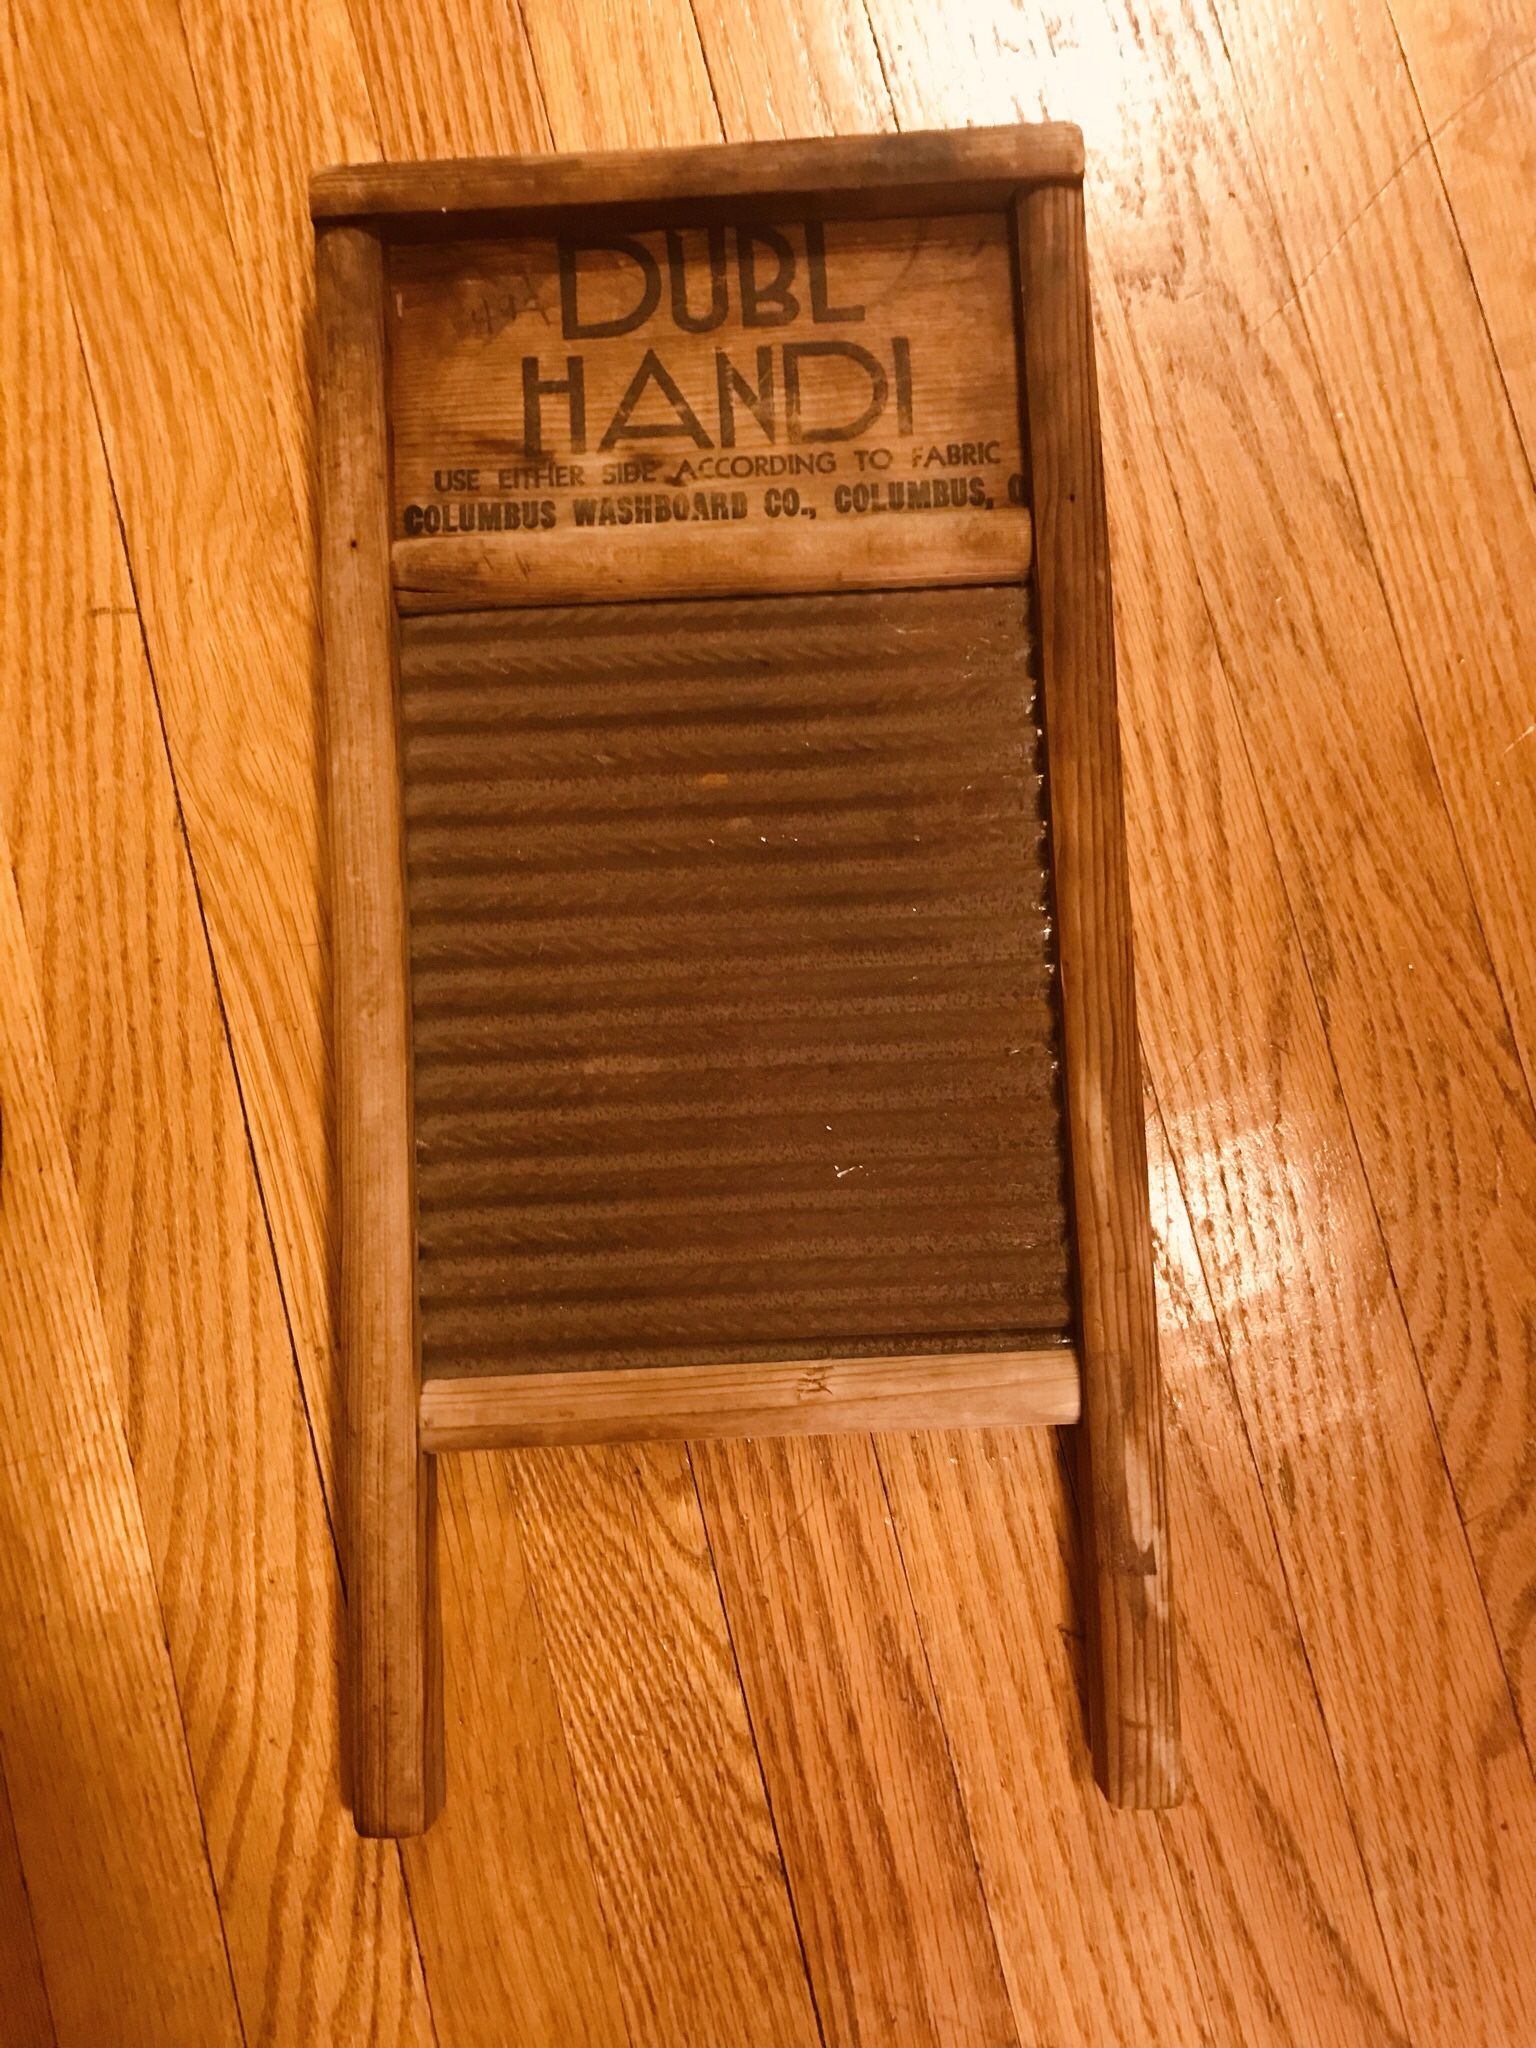 DUBL
HANDI
USE EITHER SIDE ACCORDING TO FABRIC
COLUMBUS WASHBOARD CO., COLUMBUS, O